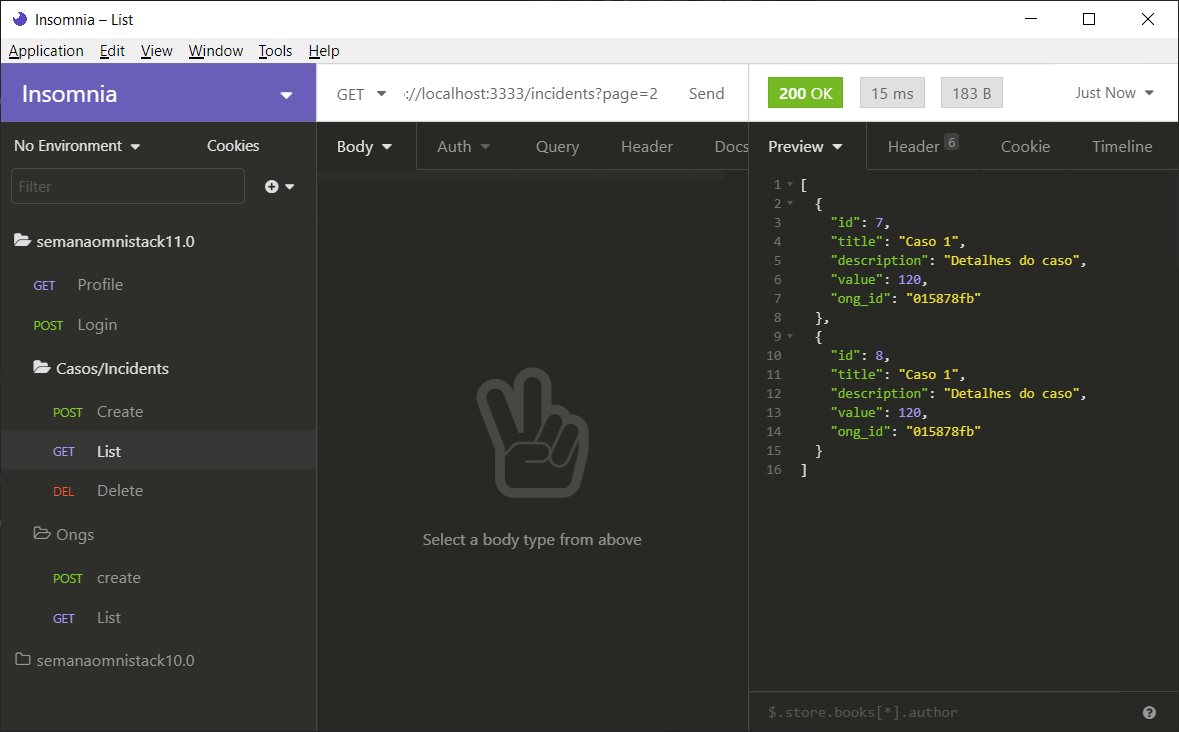 Insomnia – List
Application Edit View Window Tools Help
Insomnia
GET ://localhost:3333/incidents?page=2 Send
200 OK 15 ms 183 B Just Now
No Environment Cookies
Body Auth Query Header Docs
Preview Header 6 Cookie Timeline
Filter
semanaomnistack11.0
GET Profile
POST Login
Casos/Incidents
POST Create
GET List
DEL Delete
Ongs
POST create
GET List
semanaomnistack10.0
Select a body type from above
1 [
2 {
3 "id": 7,
4 "title": "Caso 1",
5 "description": "Detalhes do caso",
6 "value": 120,
7 "ong_id": "015878fb"
8 },
9 {
10 "id": 8,
11 "title": "Caso 1",
12 "description": "Detalhes do caso",
13 "value": 120,
14 "ong_id": "015878fb"
15 }
16 ]
$.store.books[*].author